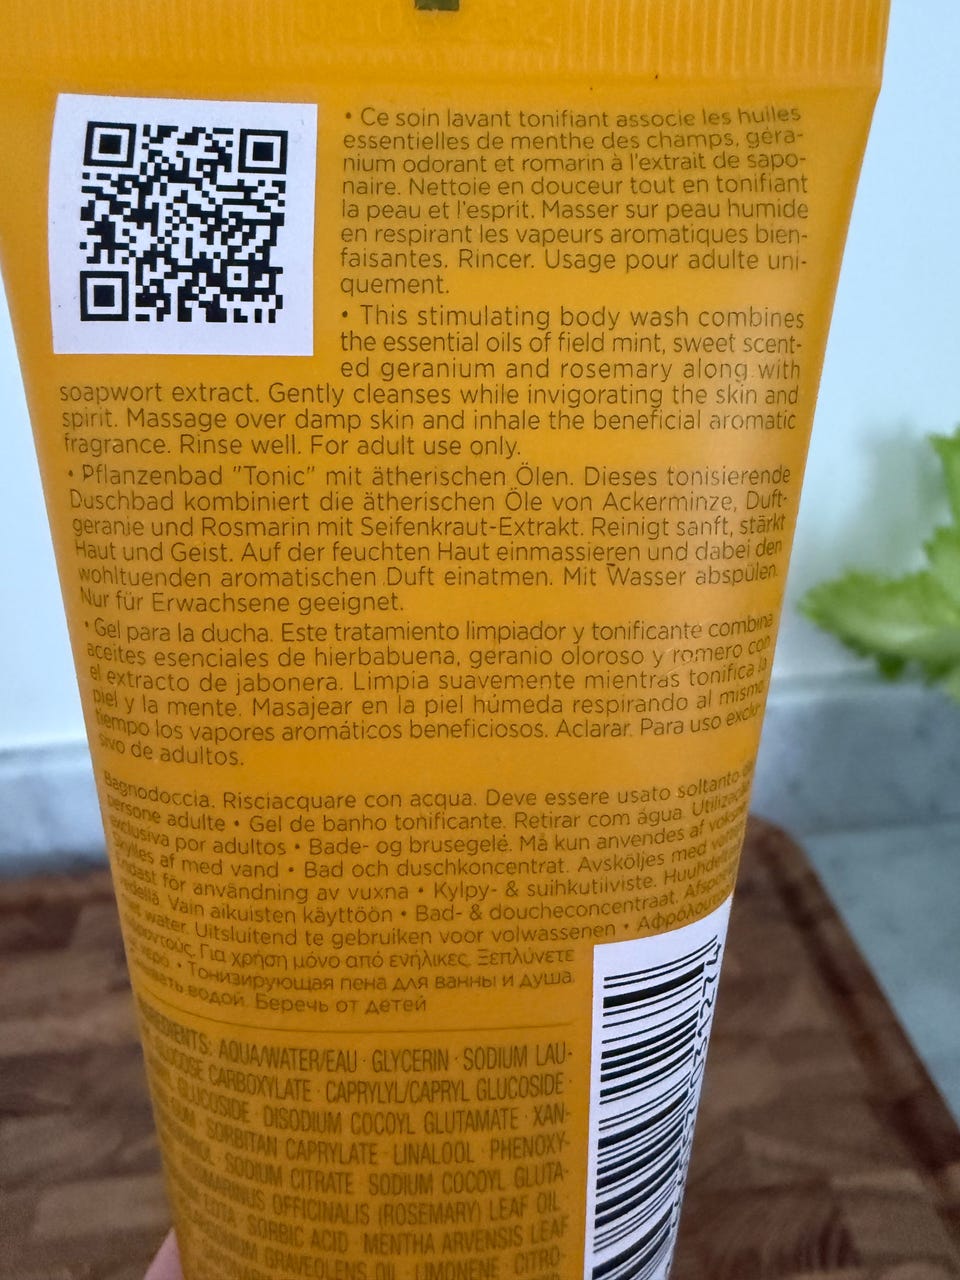 • Ce soin lavant tonifiant associe les huiles
essentielles de menthe des champs, géra-
nium odorant et romarin à l'extrait de sapo-
naire. Nettoie en douceur tout en tonifiant
la peau et l'esprit. Masser sur peau humide
en respirant les vapeurs aromatiques bien-
faisantes. Rincer. Usage pour adulte uni-
quement.
• This stimulating body wash combines
the essential oils of field mint, sweet scent-
ed geranium and rosemary along with
soapwort extract. Gently cleanses while invigorating the skin and
spirit. Massage over damp skin and inhale the beneficial aromatic
fragrance. Rinse well. For adult use only.
• Pflanzenbad "Tonic" mit ätherischen Ölen. Dieses tonisierende
Duschbad kombiniert die ätherischen Öle von Ackerminze, Duft-
geranie und Rosmarin mit Seifenkraut-Extrakt. Reinigt sanft, stärkt
Haut und Geist. Auf der feuchten Haut einmassieren und dabei den
wohltuenden aromatischen Duft einatmen. Mit Wasser abspülen.
Nur für Erwachsene geeignet.
• Gel para la ducha. Este tratamiento limpiador y tonificante combina
aceites esenciales de hierbabuena, geranio oloroso y romero con
el extracto de jabonera. Limpia suavemente mientras tonifica la
piel y la mente. Masajear en la piel húmeda respirando al mismo
tiempo los vapores aromáticos beneficiosos. Aclarar. Para uso exclu-
sivo de adultos.
Bagnodoccia. Risciacquare con acqua. Deve essere usato soltanto
persone adulte • Gel de banho tonificante. Retirar com água. Utilização
exclusiva por adultos • Bade- og brusegelé. Må kun anvendes af voksne
Skylles af med vand • Bad och duschkoncentrat. Avsköljes med vatten
Endast för användning av vuxna • Kylpy- & suihkutiiviste.
vedellä. Vain aikuisten käyttöön • Bad- & doucheconcentraat.
met water. Uitsluitend te gebruiken voor volwassenen •
Για χρήση μόνο από ενήλικες. Ξεπλύνετε
νερό. • Тонизирующая пена для ванны и душа.
Смывать водой. Беречь от детей
INGREDIENTS: AQUA/WATER/EAU · GLYCERIN · SODIUM LAU-
GLUCOSE CARBOXYLATE · CAPRYLYL/CAPRYL GLUCOSIDE ·
GLUCOSIDE · DISODIUM COCOYL GLUTAMATE · XAN-
GUM · SORBITAN CAPRYLATE · LINALOOL · PHENOXY-
· SODIUM CITRATE · SODIUM COCOYL GLUTA-
ROSMARINUS OFFICINALIS (ROSEMARY) LEAF OIL
EDTA · SORBIC ACID · MENTHA ARVENSIS LEAF
GRAVEOLENS OIL · LIMONENE · CITRO-